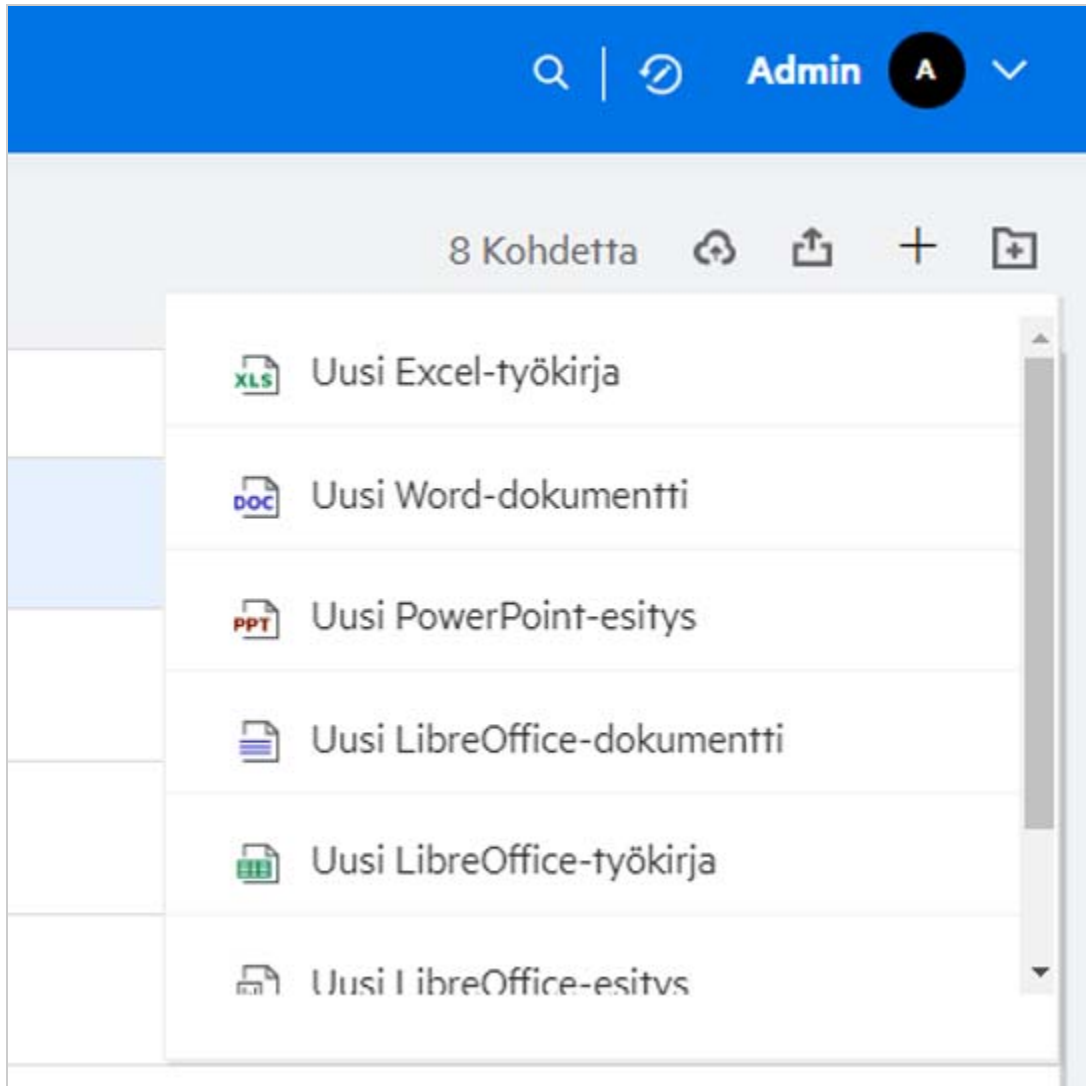 Admin A
8 Kohdetta
XLS Uusi Excel-työkirja
DOC Uusi Word-dokumentti
PPT Uusi PowerPoint-esitys
Uusi LibreOffice-dokumentti
Uusi LibreOffice-työkirja
Uusi LibreOffice-esitys